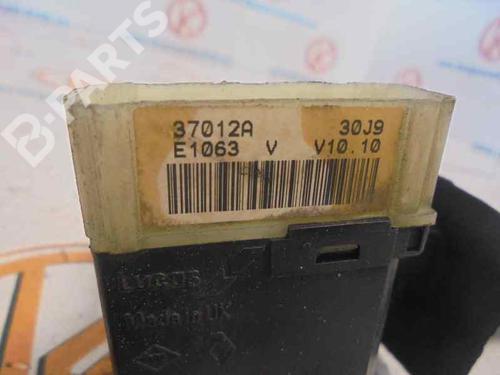 B-PARTS
37012A 30J9
E1063 V V10.10
LUCAS L
Made in UK